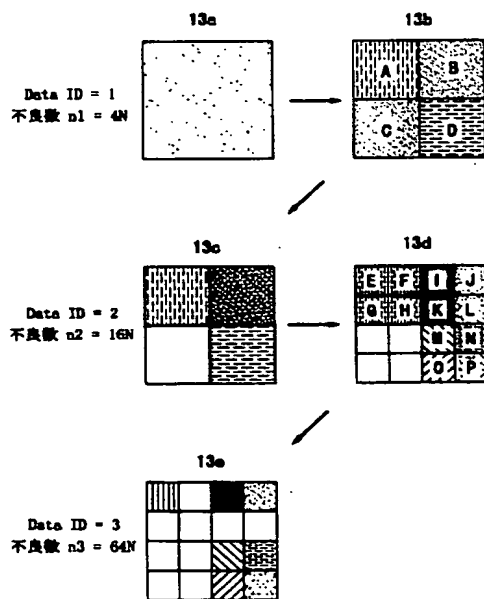 13a 13b
Data ID = 1
不良数 n1 = 4N
A B
C D
13c 13d
Data ID = 2
不良数 n2 = 16N
E F I J
G H K L
M N
O P
13e
Data ID = 3
不良数 n3 = 64N